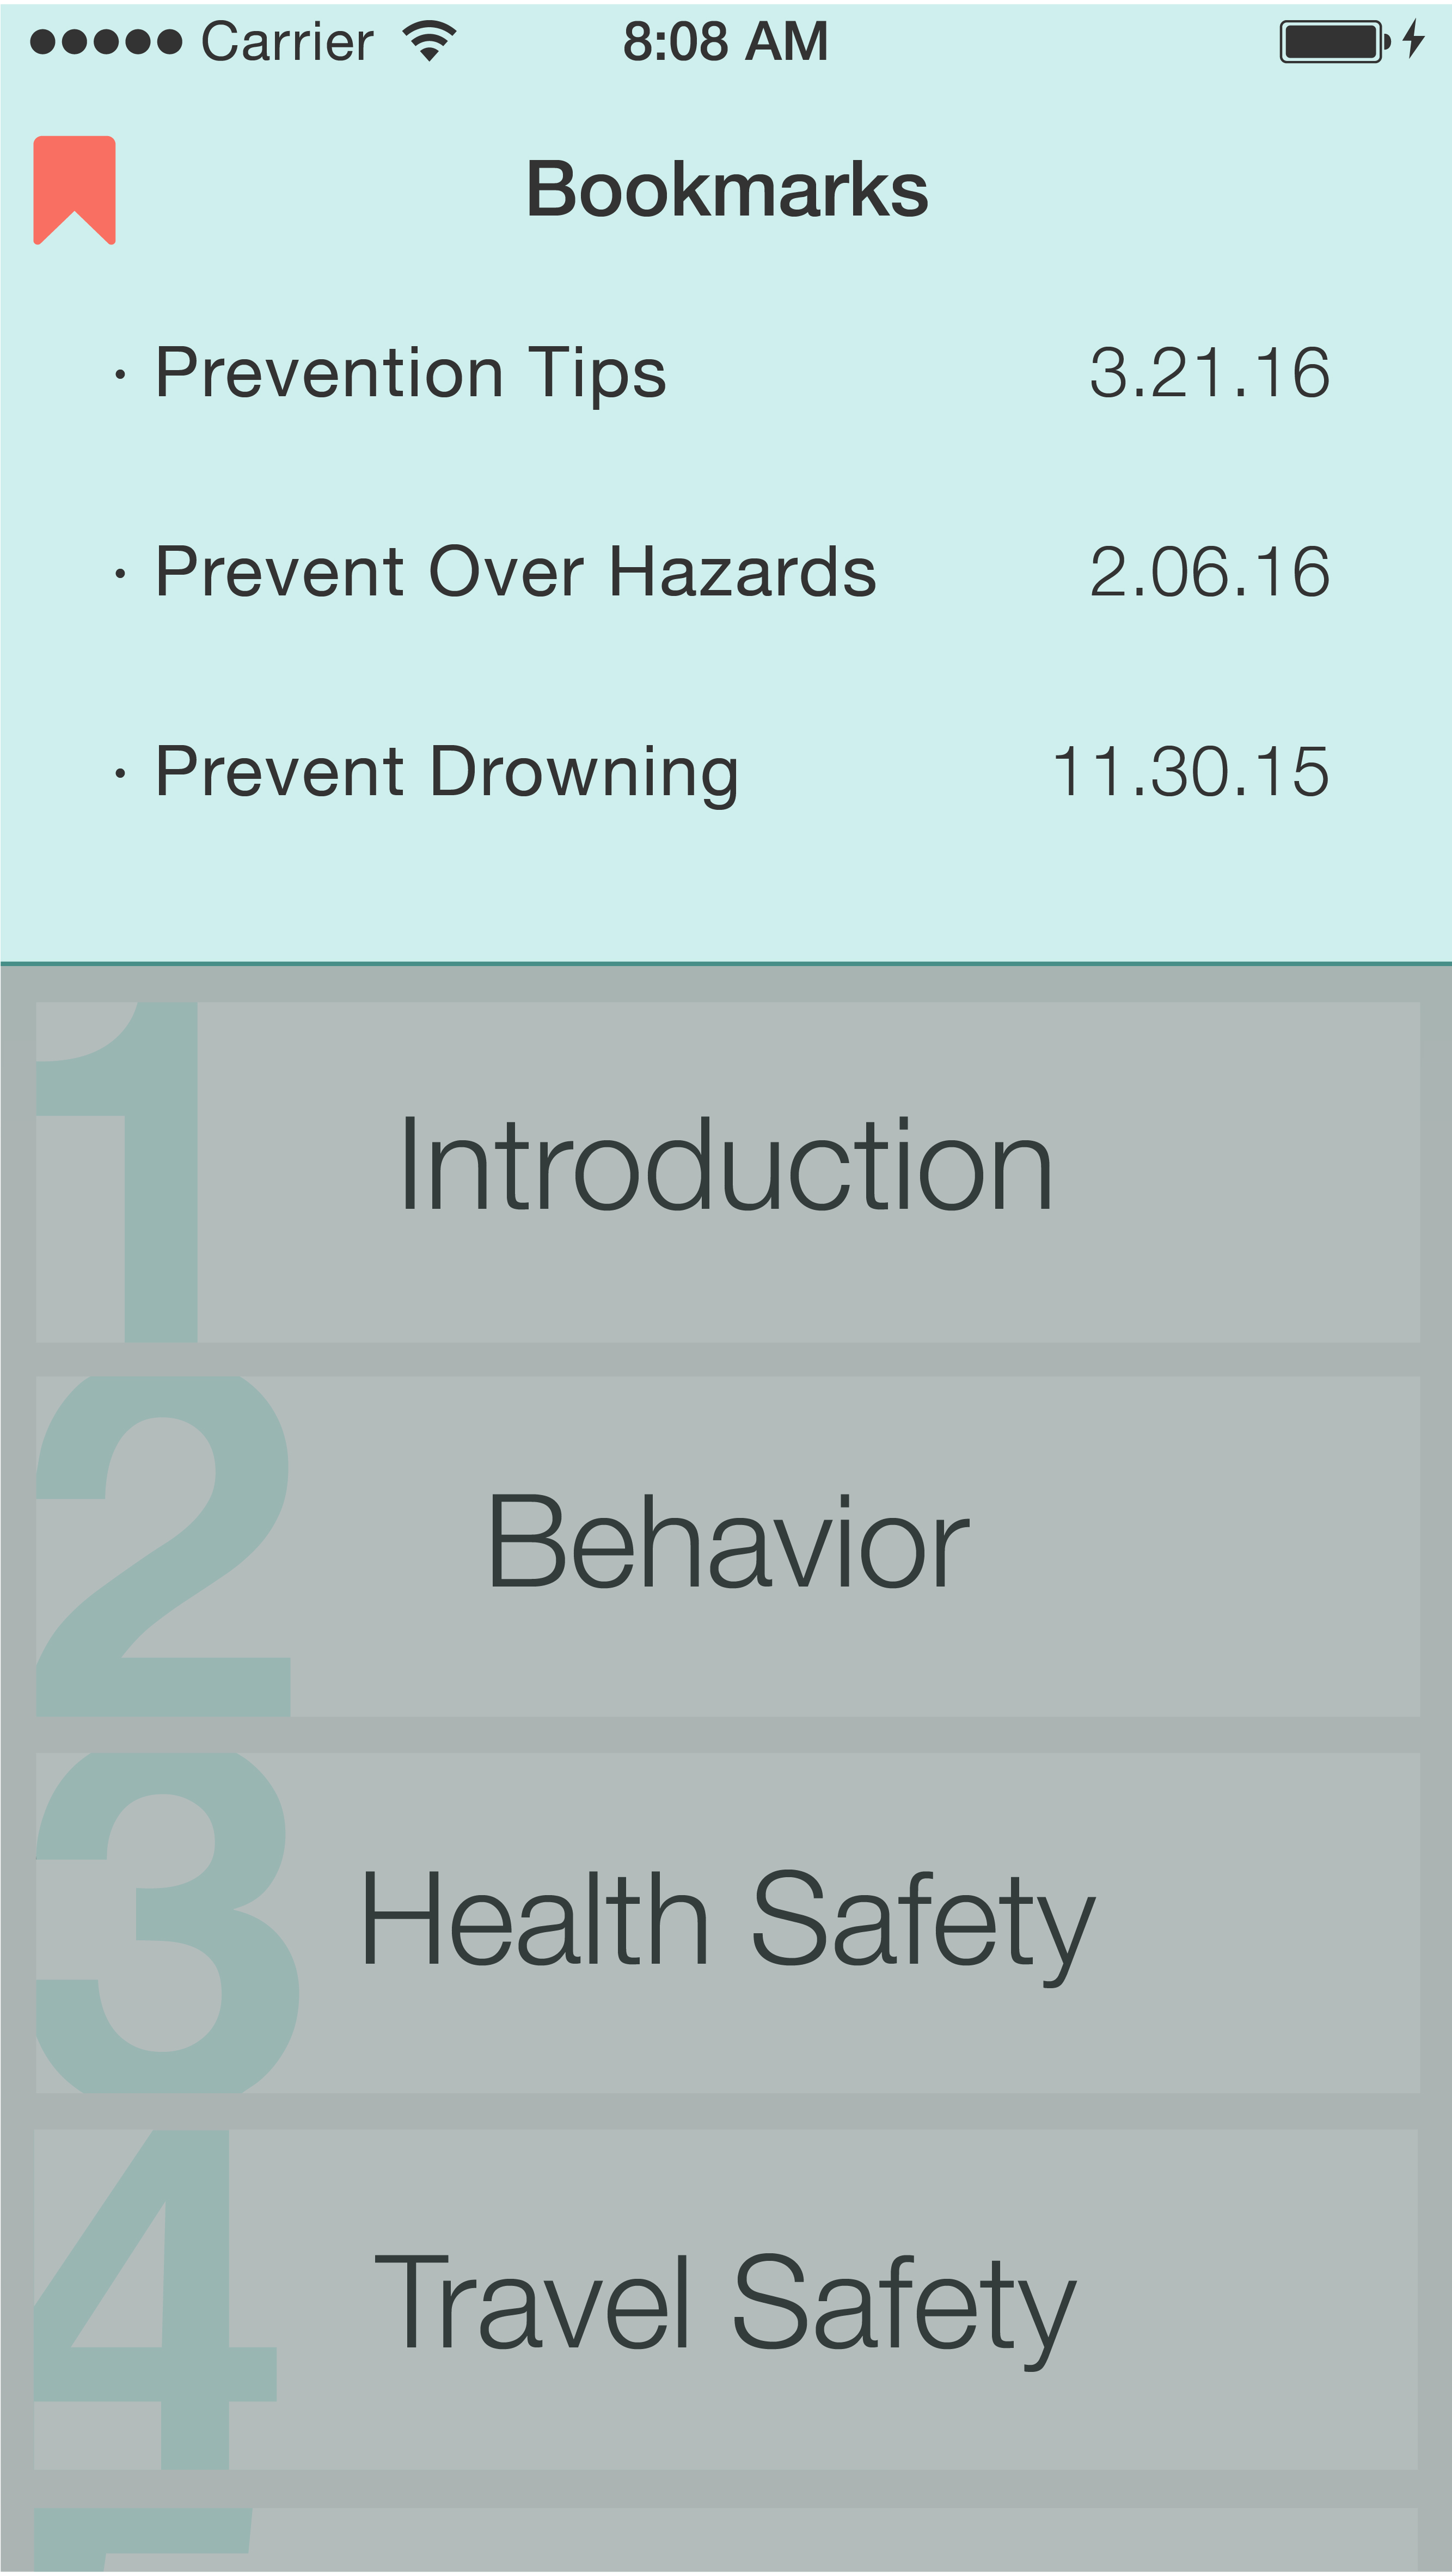 Carrier 8:08 AM
Bookmarks
· Prevention Tips 3.21.16
· Prevent Over Hazards 2.06.16
· Prevent Drowning 11.30.15
1 Introduction
2 Behavior
3 Health Safety
4 Travel Safety